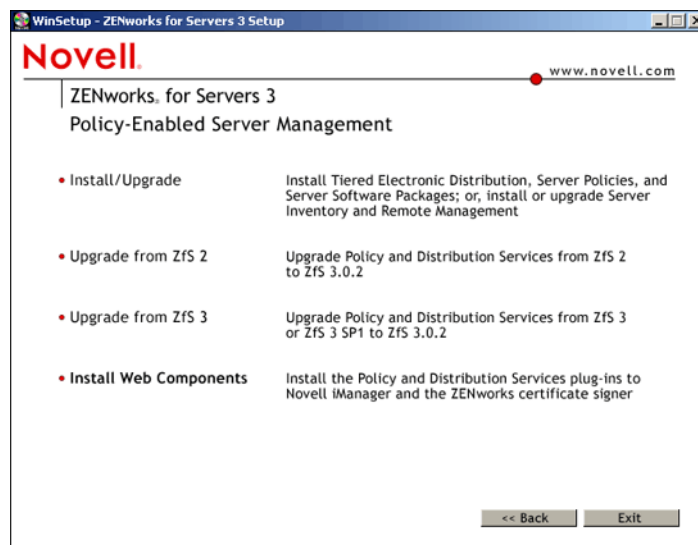 WinSetup - ZENworks for Servers 3 Setup
Novell.
www.novell.com
ZENworks® for Servers 3
Policy-Enabled Server Management
• Install/Upgrade
Install Tiered Electronic Distribution, Server Policies, and
Server Software Packages; or, install or upgrade Server
Inventory and Remote Management
• Upgrade from ZfS 2
Upgrade Policy and Distribution Services from ZfS 2
to ZfS 3.0.2
• Upgrade from ZfS 3
Upgrade Policy and Distribution Services from ZfS 3
or ZfS 3 SP1 to ZfS 3.0.2
• Install Web Components
Install the Policy and Distribution Services plug-ins to
Novell iManager and the ZENworks certificate signer
<< Back
Exit